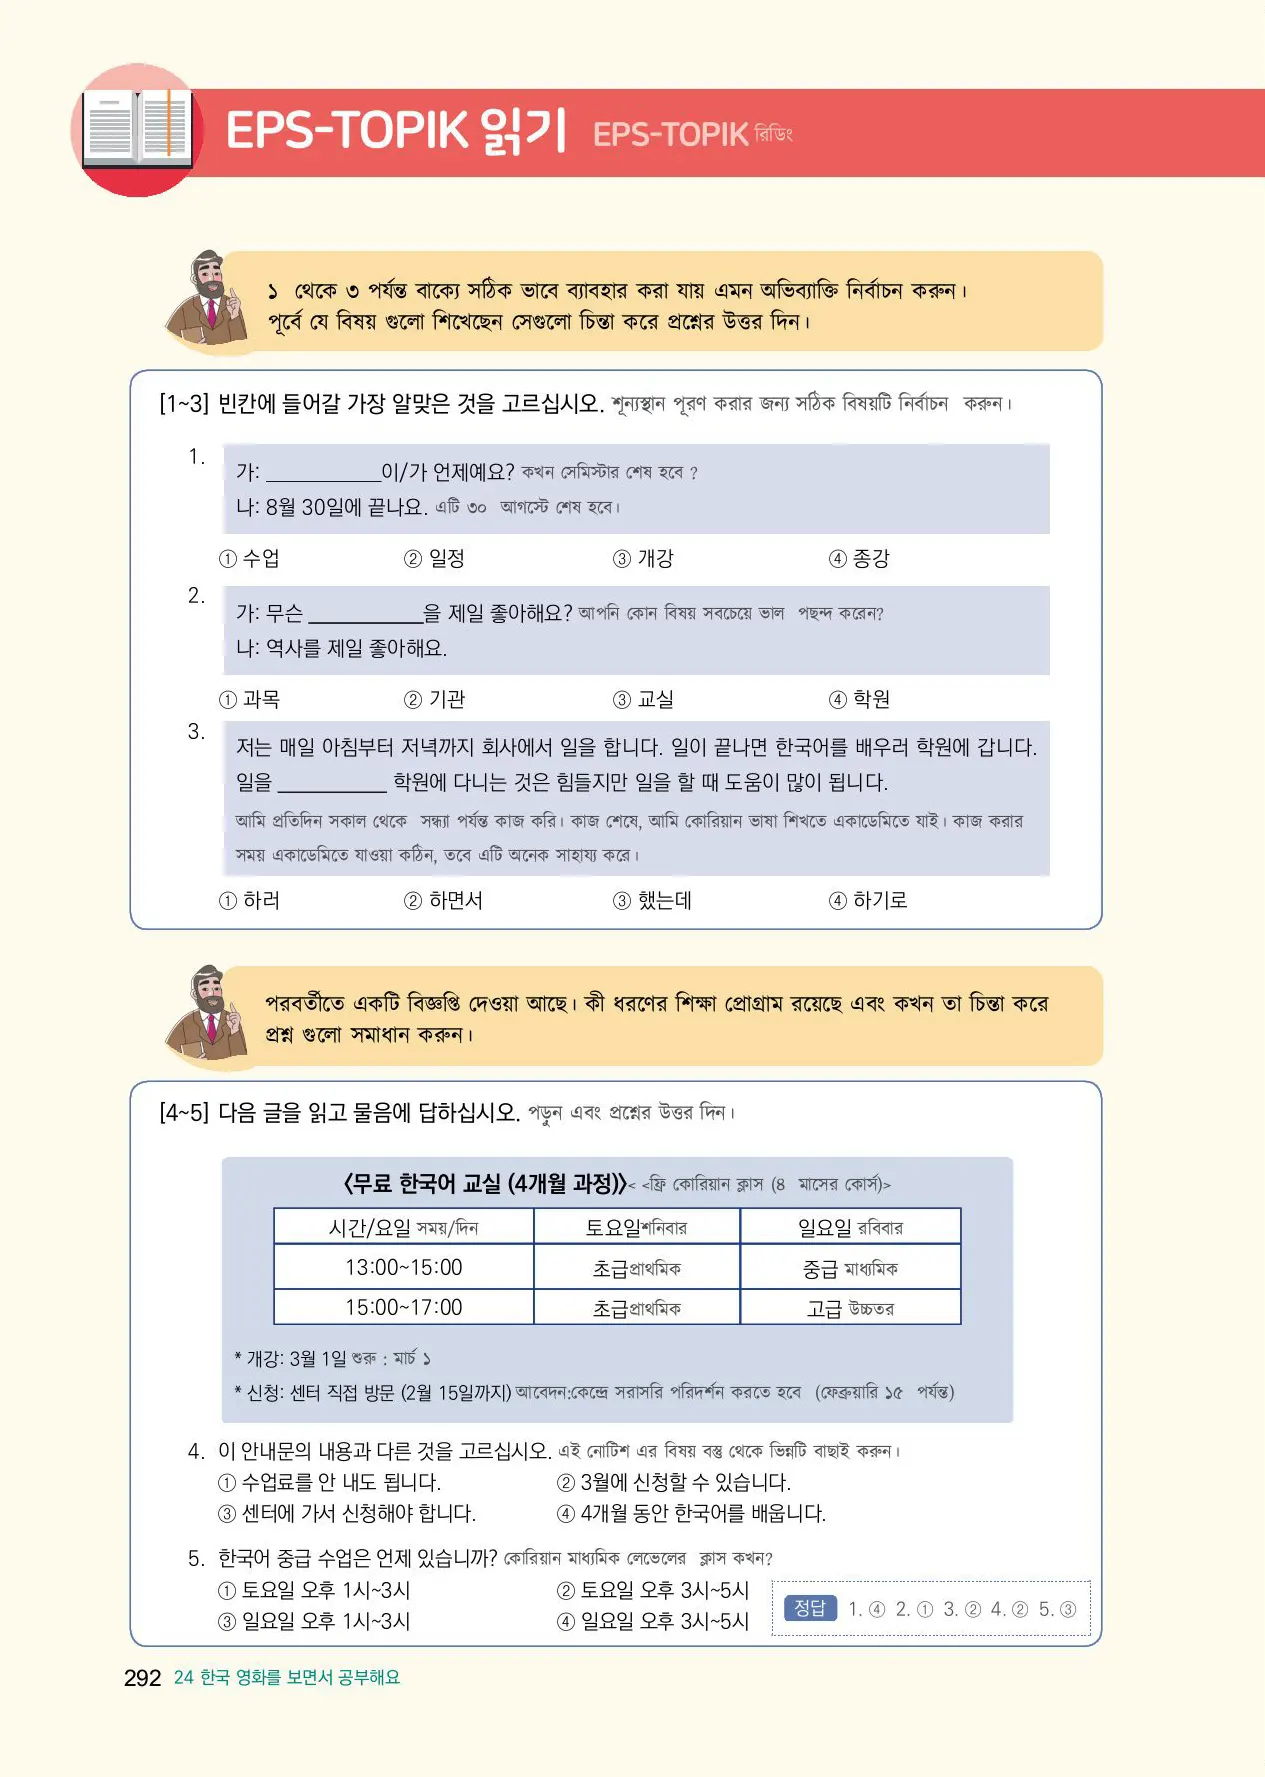 EPS-TOPIK 읽기 EPS-TOPIK রিডিং
১ থেকে ৩ পর্যন্ত বাক্যে সঠিক ভাবে ব্যাবহার করা যায় এমন অভিব্যাক্তি নির্বাচন করুন।
পূর্বে যে বিষয় গুলো শিখেছেন সেগুলো চিন্তা করে প্রশ্নের উত্তর দিন।
[1~3] 빈칸에 들어갈 가장 알맞은 것을 고르십시오. শূন্যস্থান পূরণ করার জন্য সঠিক বিষয়টি নির্বাচন করুন।
1.
가: ___________이/가 언제예요? কখন সেমিস্টার শেষ হবে ?
나: 8월 30일에 끝나요. এটি ৩০ আগস্টে শেষ হবে।
① 수업 ② 일정 ③ 개강 ④ 종강
2.
가: 무슨 ___________을 제일 좋아해요? আপনি কোন বিষয় সবচেয়ে ভাল পছন্দ করেন?
나: 역사를 제일 좋아해요.
① 과목 ② 기관 ③ 교실 ④ 학원
3.
저는 매일 아침부터 저녁까지 회사에서 일을 합니다. 일이 끝나면 한국어를 배우러 학원에 갑니다.
일을 ___________ 학원에 다니는 것은 힘들지만 일을 할 때 도움이 많이 됩니다.
আমি প্রতিদিন সকাল থেকে সন্ধ্যা পর্যন্ত কাজ করি। কাজ শেষে, আমি কোরিয়ান ভাষা শিখতে একাডেমিতে যাই। কাজ করার
সময় একাডেমিতে যাওয়া কঠিন, তবে এটি অনেক সাহায্য করে।
① 하러 ② 하면서 ③ 했는데 ④ 하기로
পরবর্তীতে একটি বিজ্ঞপ্তি দেওয়া আছে। কী ধরণের শিক্ষা প্রোগ্রাম রয়েছে এবং কখন তা চিন্তা করে
প্রশ্ন গুলো সমাধান করুন।
[4~5] 다음 글을 읽고 물음에 답하십시오. পড়ুন এবং প্রশ্নের উত্তর দিন।
〈무료 한국어 교실 (4개월 과정)〉< <ফ্রি কোরিয়ান ক্লাস (৪ মাসের কোর্স)>
시간/요일 সময়/দিন 토요일শনিবার 일요일 রবিবার
13:00~15:00 초급প্রাথমিক 중급 মাধ্যমিক
15:00~17:00 초급প্রাথমিক 고급 উচ্চতর
* 개강: 3월 1일 শুরু : মার্চ ১
* 신청: 센터 직접 방문 (2월 15일까지) আবেদন:কেন্দ্রে সরাসরি পরিদর্শন করতে হবে (ফেব্রুয়ারি ১৫ পর্যন্ত)
4. 이 안내문의 내용과 다른 것을 고르십시오. এই নোটিশ এর বিষয় বস্তু থেকে ভিন্নটি বাছাই করুন।
① 수업료를 안 내도 됩니다. ② 3월에 신청할 수 있습니다.
③ 센터에 가서 신청해야 합니다. ④ 4개월 동안 한국어를 배웁니다.
5. 한국어 중급 수업은 언제 있습니까? কোরিয়ান মাধ্যমিক লেভেলের ক্লাস কখন?
① 토요일 오후 1시~3시 ② 토요일 오후 3시~5시
③ 일요일 오후 1시~3시 ④ 일요일 오후 3시~5시
정답 1. ④ 2. ① 3. ② 4. ② 5. ③
292 24 한국 영화를 보면서 공부해요